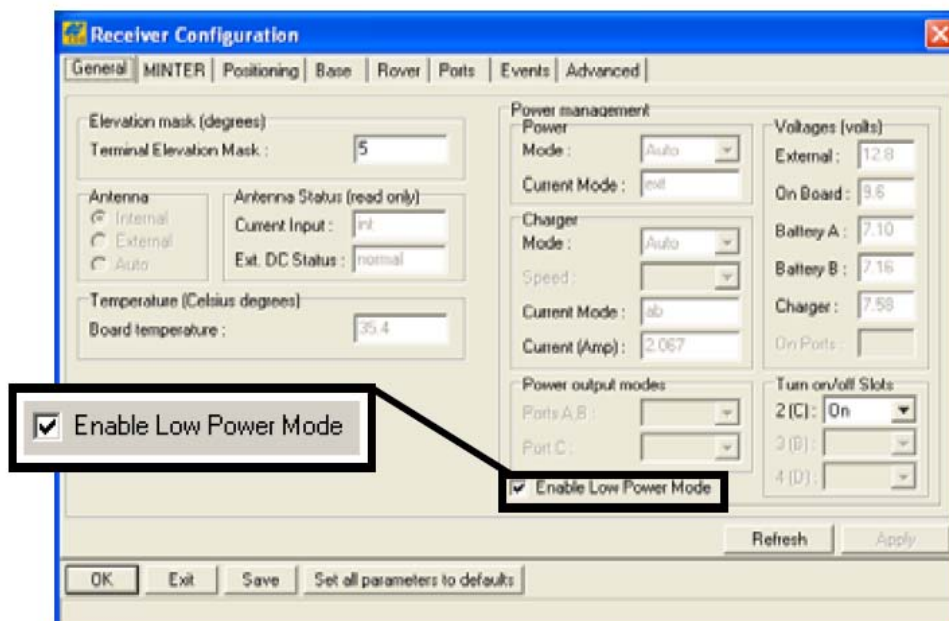 Receiver Configuration
General MINTER Positioning Base Rover Ports Events Advanced
Elevation mask (degrees)
Terminal Elevation Mask : 5
Antenna
Internal
External
Auto
Antenna Status (read only)
Current Input : int
Ext. DC Status : normal
Temperature (Celsius degrees)
Board temperature : 35.4
Power management
Power
Mode : Auto
Current Mode : ext
Charger
Mode : Auto
Speed :
Current Mode : ab
Current (Amp) : 2.067
Power output modes
Ports A,B :
Port C :
Enable Low Power Mode
Voltages (volts)
External : 12.8
On Board : 9.6
Battery A : 7.10
Battery B : 7.16
Charger : 7.58
On Ports :
Turn on/off Slots
2 (C) : On
3 (B) :
4 (D) :
Enable Low Power Mode
Refresh Apply
OK Exit Save Set all parameters to defaults